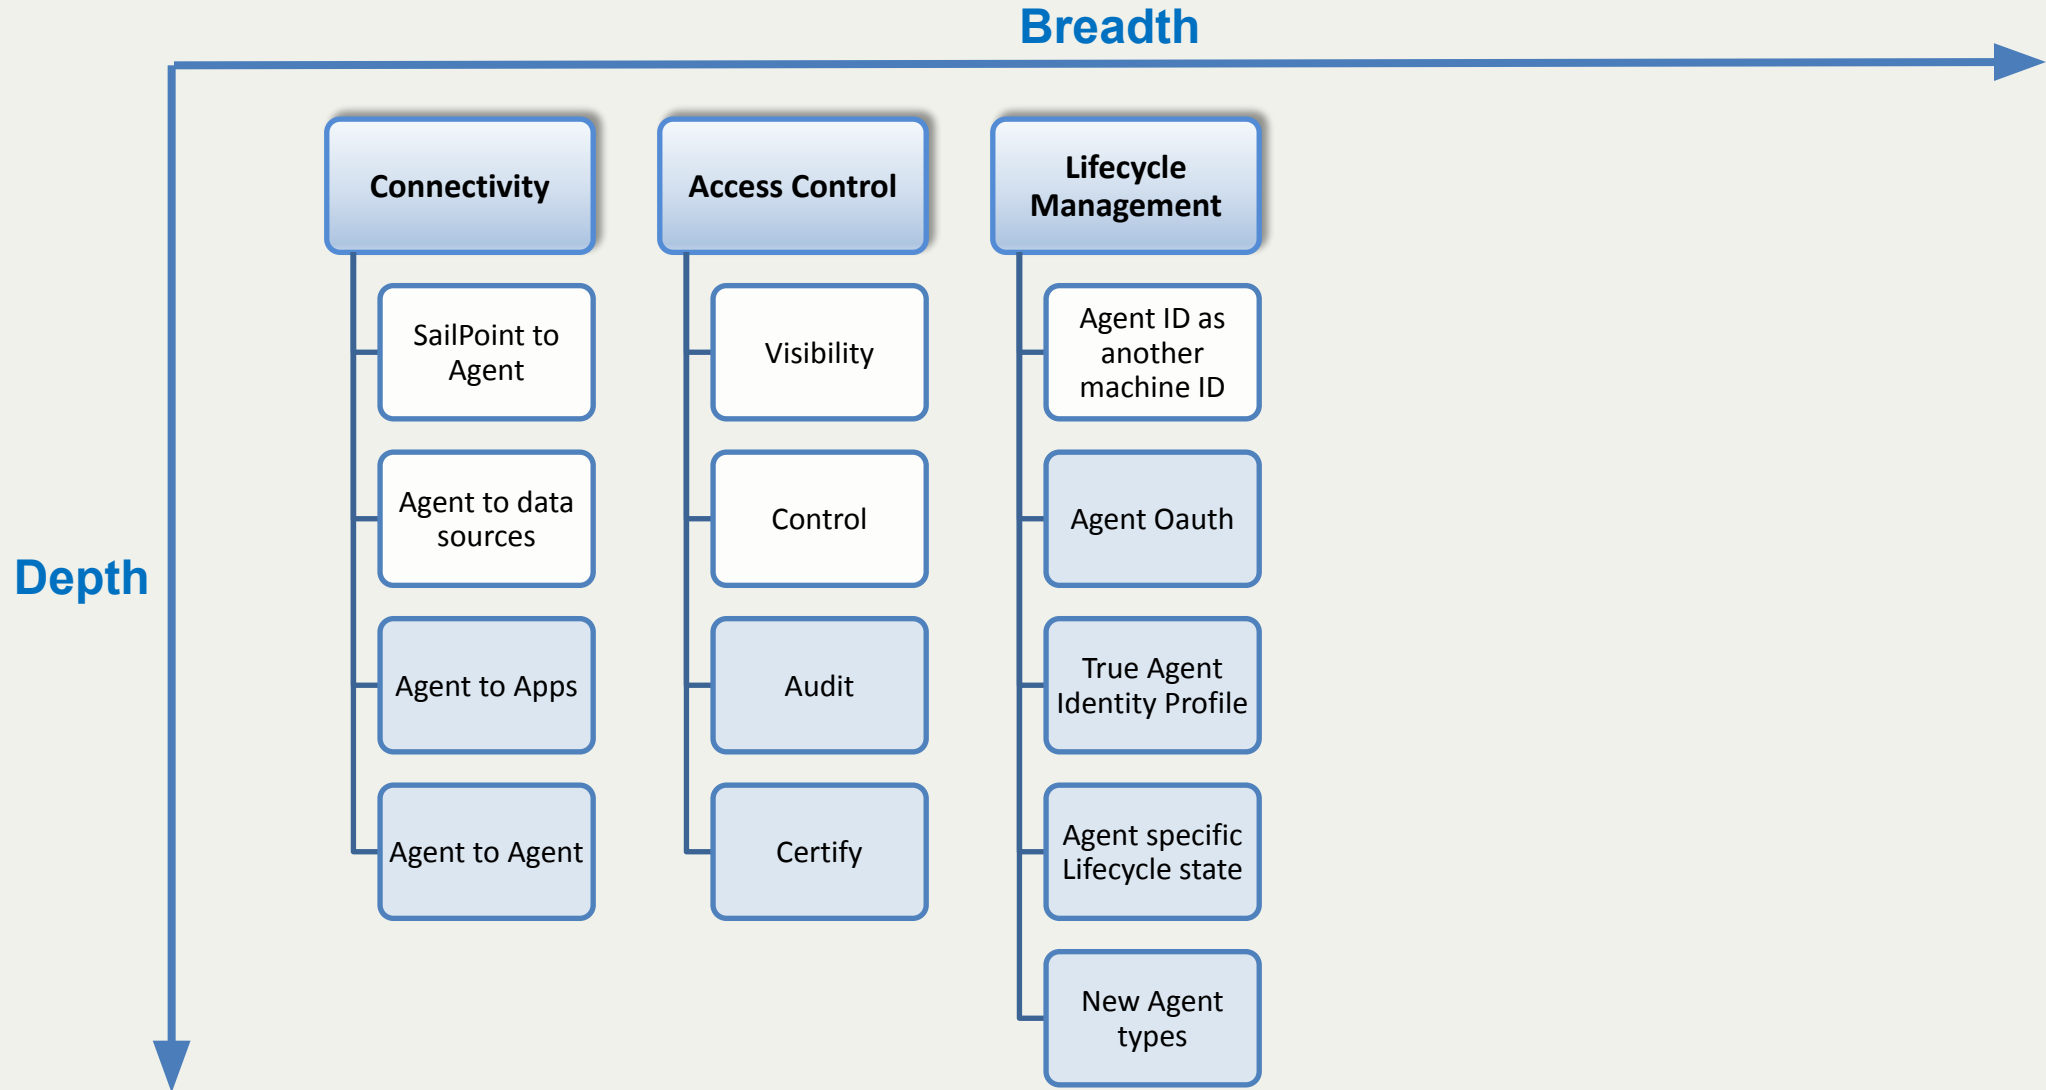 Breadth
Depth
Connectivity
SailPoint to
Agent
Agent to data
sources
Agent to Apps
Agent to Agent
Access Control
Visibility
Control
Audit
Certify
Lifecycle
Management
Agent ID as
another
machine ID
Agent Oauth
True Agent
Identity Profile
Agent specific
Lifecycle state
New Agent
types